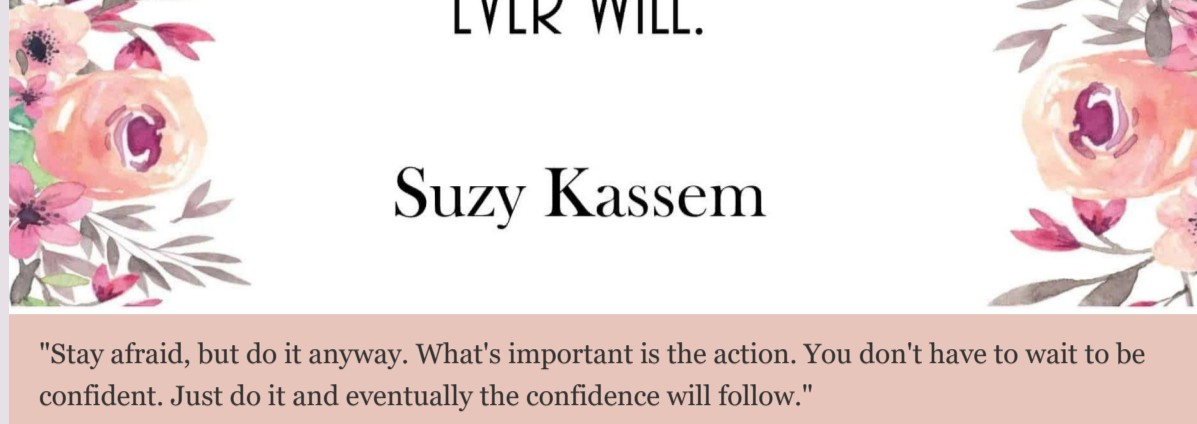 EVER WILL.
Suzy Kassem
"Stay afraid, but do it anyway. What's important is the action. You don't have to wait to be
confident. Just do it and eventually the confidence will follow."